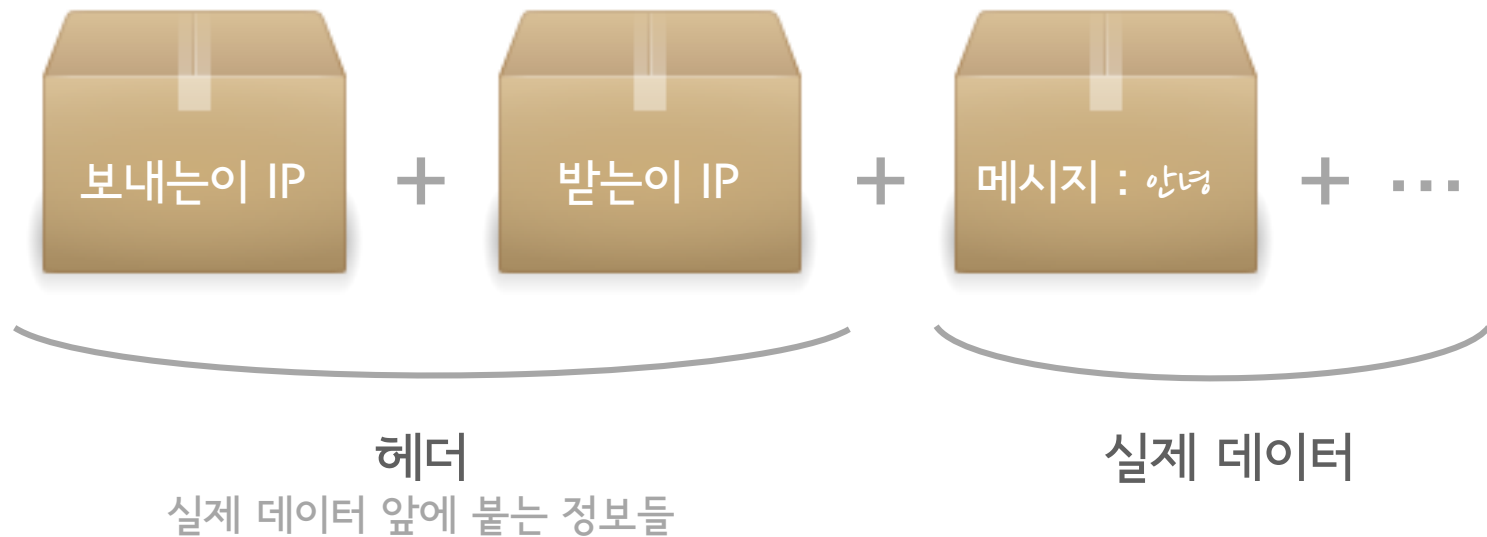 보내는이 IP + 받는이 IP + 메시지 : 안녕 + ...
헤더 실제 데이터
실제 데이터 앞에 붙는 정보들